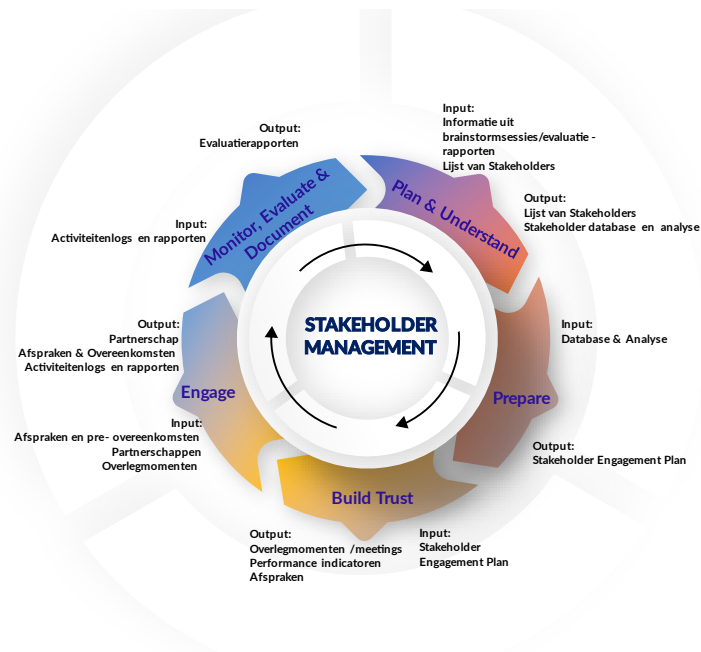 Input:
Informatie uit
brainstormsessies/evaluatie -
rapporten
Lijst van Stakeholders
Output:
Evaluatierapporten
Plan & Understand
Monitor, Evaluate &
Document
Output:
Lijst van Stakeholders
Stakeholder database en analyse
Input:
Activiteitenlogs en rapporten
STAKEHOLDER
MANAGEMENT
Input:
Database & Analyse
Output:
Partnerschap
Afspraken & Overeenkomsten
Activiteitenlogs en rapporten
Engage
Prepare
Input:
Afspraken en pre- overeenkomsten
Partnerschappen
Overlegmomenten
Output:
Stakeholder Engagement Plan
Build Trust
Output:
Overlegmomenten /meetings
Performance indicatoren
Afspraken
Input:
Stakeholder
Engagement Plan